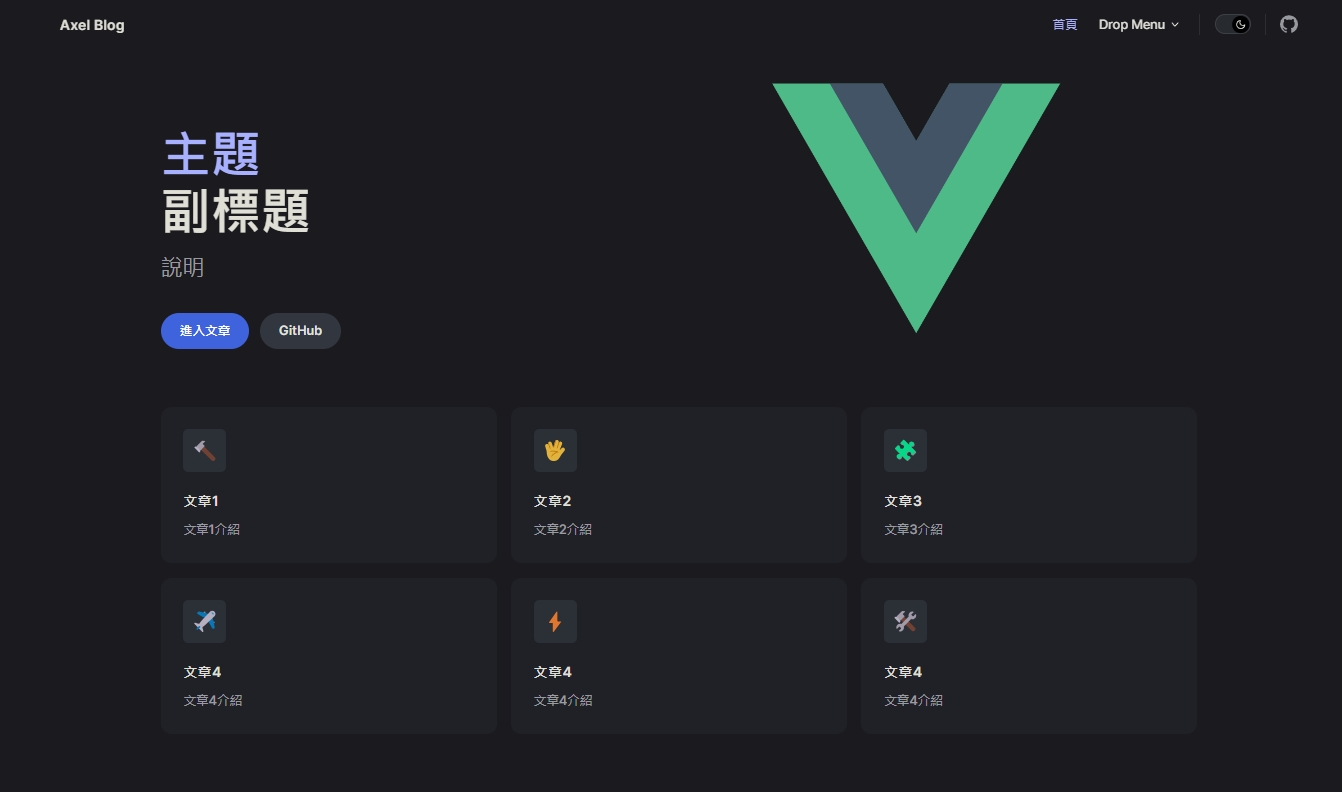 Axel Blog
首頁 Drop Menu
主題
副標題
說明
進入文章 GitHub
文章1
文章1介紹
文章2
文章2介紹
文章3
文章3介紹
文章4
文章4介紹
文章4
文章4介紹
文章4
文章4介紹